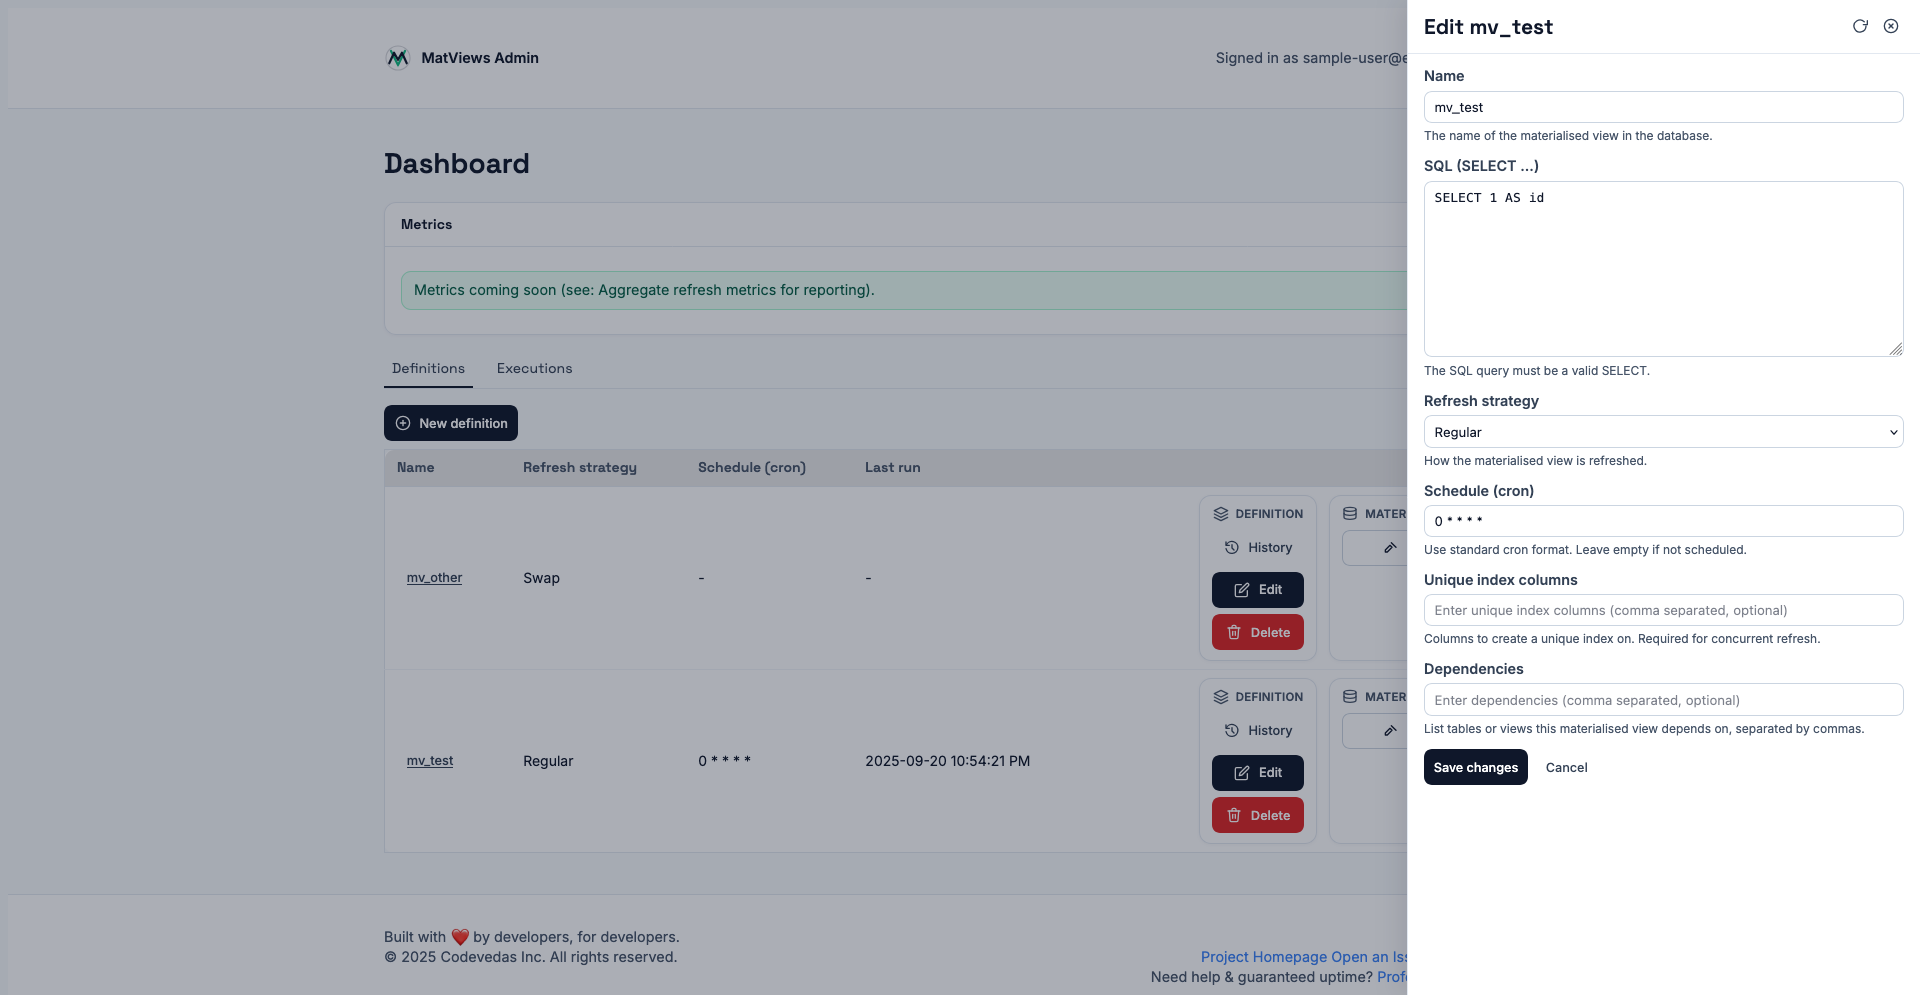 MatViews Admin
Signed in as sample-user@e
Dashboard
Metrics
Metrics coming soon (see: Aggregate refresh metrics for reporting).
Definitions Executions
New definition
Name Refresh strategy Schedule (cron) Last run
DEFINITION MATER
History
mv_other Swap - -
Edit
Delete
DEFINITION MATER
History
mv_test Regular 0 * * * * 2025-09-20 10:54:21 PM
Edit
Delete
Built with ❤️ by developers, for developers.
© 2025 Codevedas Inc. All rights reserved.
Project Homepage Open an Iss
Need help & guaranteed uptime? Profe
Edit mv_test
Name
mv_test
The name of the materialised view in the database.
SQL (SELECT ...)
SELECT 1 AS id
The SQL query must be a valid SELECT.
Refresh strategy
Regular
How the materialised view is refreshed.
Schedule (cron)
0 * * * *
Use standard cron format. Leave empty if not scheduled.
Unique index columns
Enter unique index columns (comma separated, optional)
Columns to create a unique index on. Required for concurrent refresh.
Dependencies
Enter dependencies (comma separated, optional)
List tables or views this materialised view depends on, separated by commas.
Save changes Cancel